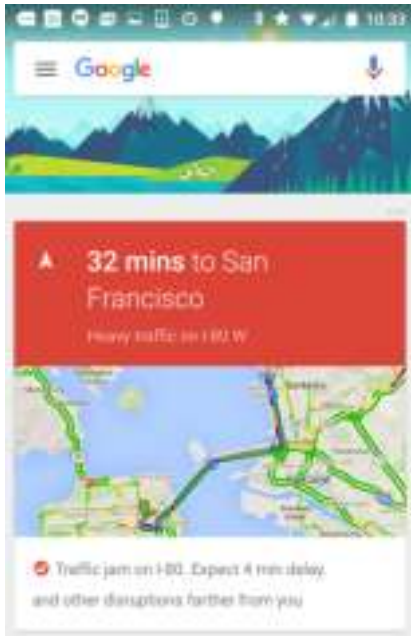 10:33
Google
32 mins to San
Francisco
Heavy traffic on I-80 W
Traffic jam on I-80. Expect 4 min delay.
and other disruptions farther from you